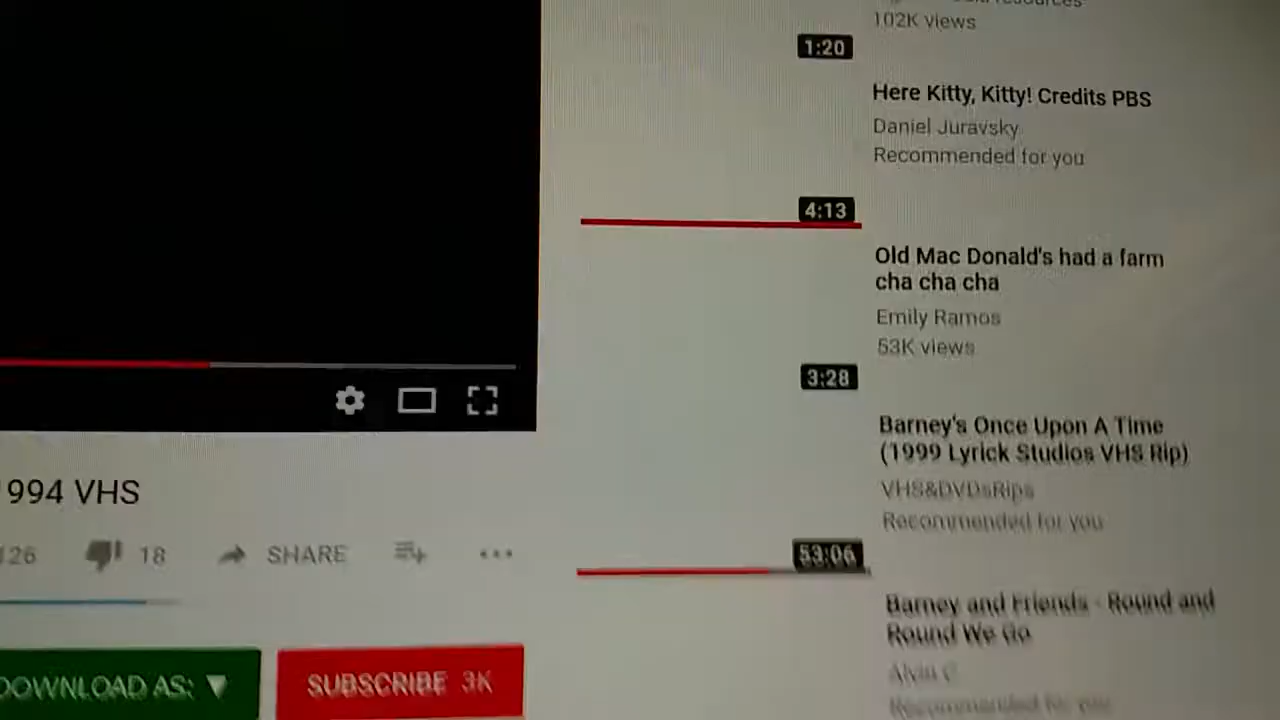 994 VHS
126
18
SHARE
DOWNLOAD AS: ▼
SUBSCRIBE 3K
102K views
1:20
Here Kitty, Kitty! Credits PBS
Daniel Juravsky
Recommended for you
4:13
Old Mac Donald's had a farm
cha cha cha
Emily Ramos
53K views
3:28
Barney's Once Upon A Time
(1999 Lyrick Studios VHS Rip)
VHS&DVDsRips
Recommended for you
53:06
Barney and Friends - Round and
Round We Go
Alvin C
Recommended for you